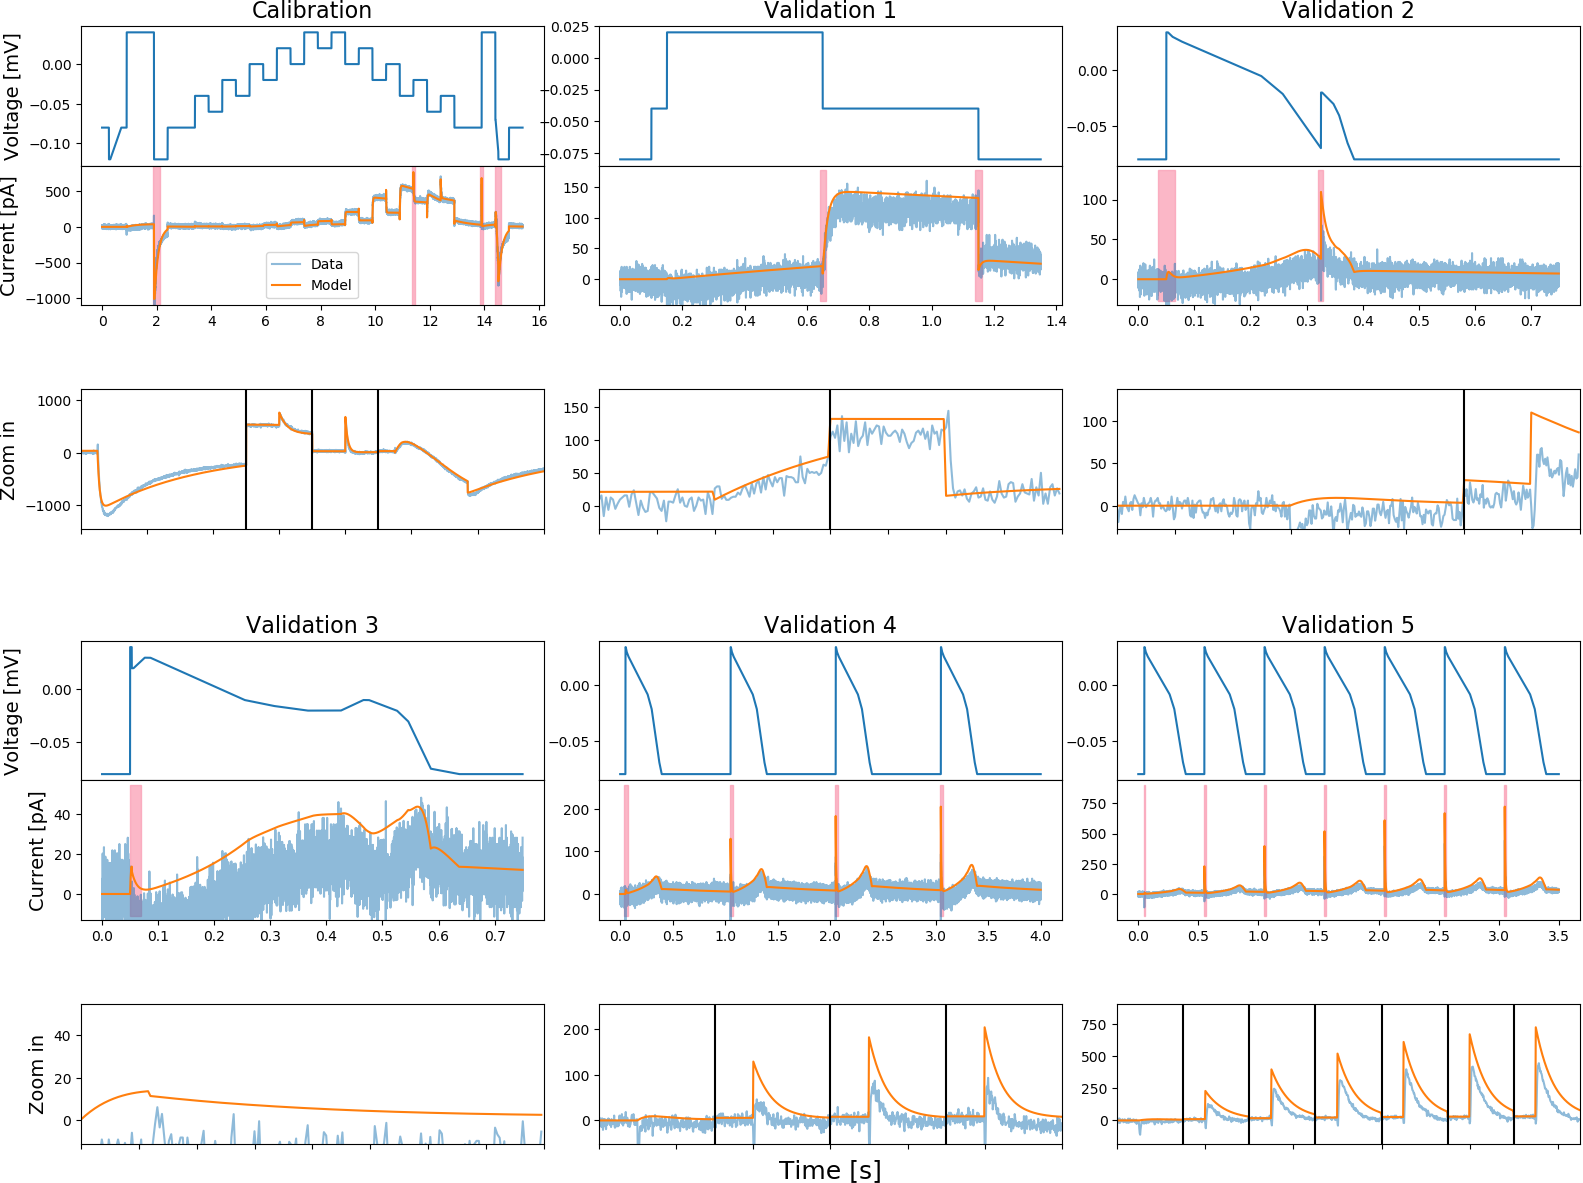 Calibration
Validation 1
Validation 2
Voltage [mV]
0.00
−0.05
−0.10
0.025
0.000
−0.025
−0.050
−0.075
0.00
−0.05
Current [pA]
500
0
−500
−1000
Data
Model
150
100
50
0
100
50
0
0 2 4 6 8 10 12 14 16
0.0 0.2 0.4 0.6 0.8 1.0 1.2 1.4
0.0 0.1 0.2 0.3 0.4 0.5 0.6 0.7
Zoom in
1000
0
−1000
150
100
50
0
100
50
0
Validation 3
Validation 4
Validation 5
Voltage [mV]
0.00
−0.05
0.00
−0.05
0.00
−0.05
Current [pA]
40
20
0
200
100
0
750
500
250
0
0.0 0.1 0.2 0.3 0.4 0.5 0.6 0.7
0.0 0.5 1.0 1.5 2.0 2.5 3.0 3.5 4.0
0.0 0.5 1.0 1.5 2.0 2.5 3.0 3.5
Zoom in
40
20
0
200
100
0
750
500
250
0
Time [s]